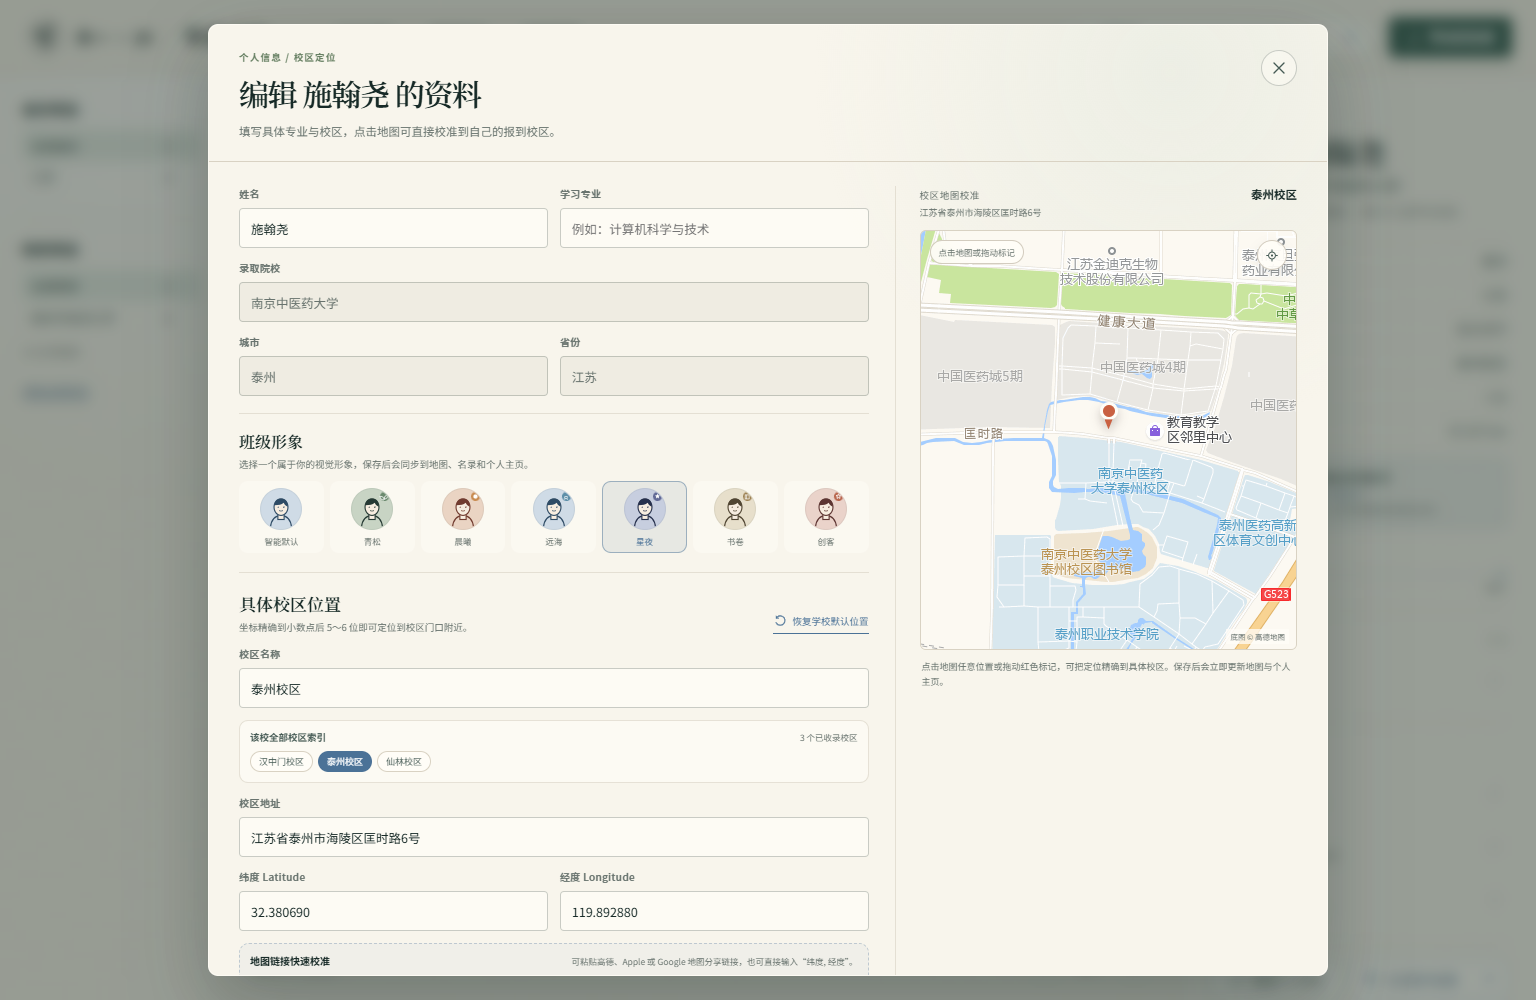 个人信息 / 校区定位
编辑 施翰尧 的资料
填写具体专业与校区，点击地图可直接校准到自己的报到校区。
姓名
学习专业
施翰尧
例如：计算机科学与技术
录取院校
南京中医药大学
城市
省份
泰州
江苏
班级形象
选择一个属于你的视觉形象，保存后会同步到地图、名录和个人主页。
智能默认
青松
晨曦
远海
星夜
书卷
创客
具体校区位置
坐标精确到小数点后 5～6 位即可定位到校区门口附近。
恢复学校默认位置
校区名称
泰州校区
该校全部校区索引
3 个已收录校区
汉中门校区
泰州校区
仙林校区
校区地址
江苏省泰州市海陵区匡时路6号
纬度 Latitude
经度 Longitude
32.380690
119.892880
地图链接快速校准
可粘贴高德、Apple 或 Google 地图分享链接，也可直接输入“纬度, 经度”。
校区地图校准
泰州校区
江苏省泰州市海陵区匡时路6号
点击地图或拖动标记
江苏金迪克生物
技术股份有限公司
药业有限
健康大道
中国医药城4期
中国医药城5期
中国医药
教育教学
区邻里中心
匡时路
南京中医药
大学泰州校区
泰州医药高新
区体育文创中心
南京中医药大学
泰州校区图书馆
G523
泰州职业技术学院
底图 © 高德地图
点击地图任意位置或拖动红色标记，可把定位精确到具体校区。保存后会立即更新地图与个人
主页。